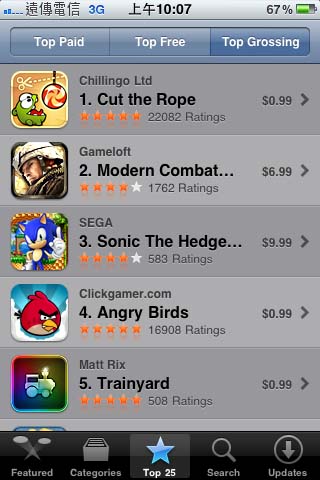 遠傳電信 3G 上午10:07 67%
Top Paid Top Free Top Grossing
Chillingo Ltd
1. Cut the Rope $0.99
22082 Ratings
Gameloft
2. Modern Combat... $6.99
1762 Ratings
SEGA
3. Sonic The Hedge... $9.99
583 Ratings
Clickgamer.com
4. Angry Birds $0.99
16908 Ratings
Matt Rix
5. Trainyard $0.99
508 Ratings
Featured Categories Top 25 Search Updates